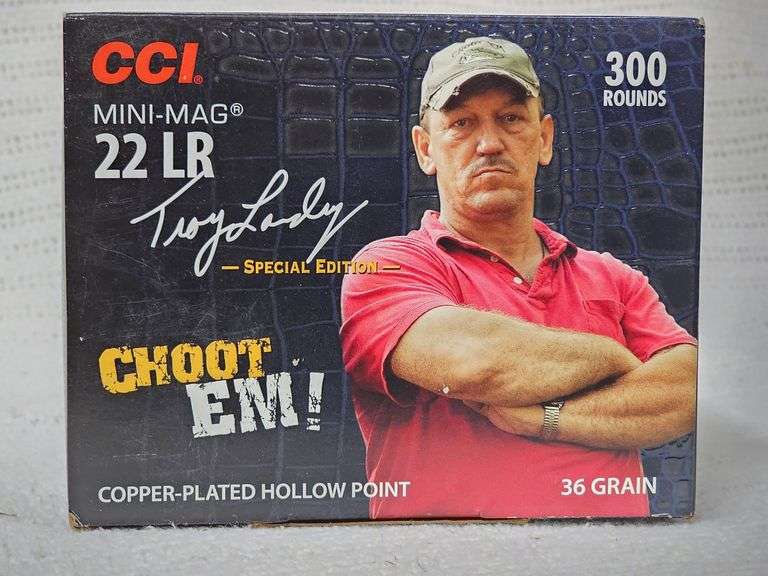 CCI®
MINI-MAG®
22 LR
300
ROUNDS
Troy Landry
— SPECIAL EDITION —
CHOOT
EM!
COPPER-PLATED HOLLOW POINT
36 GRAIN